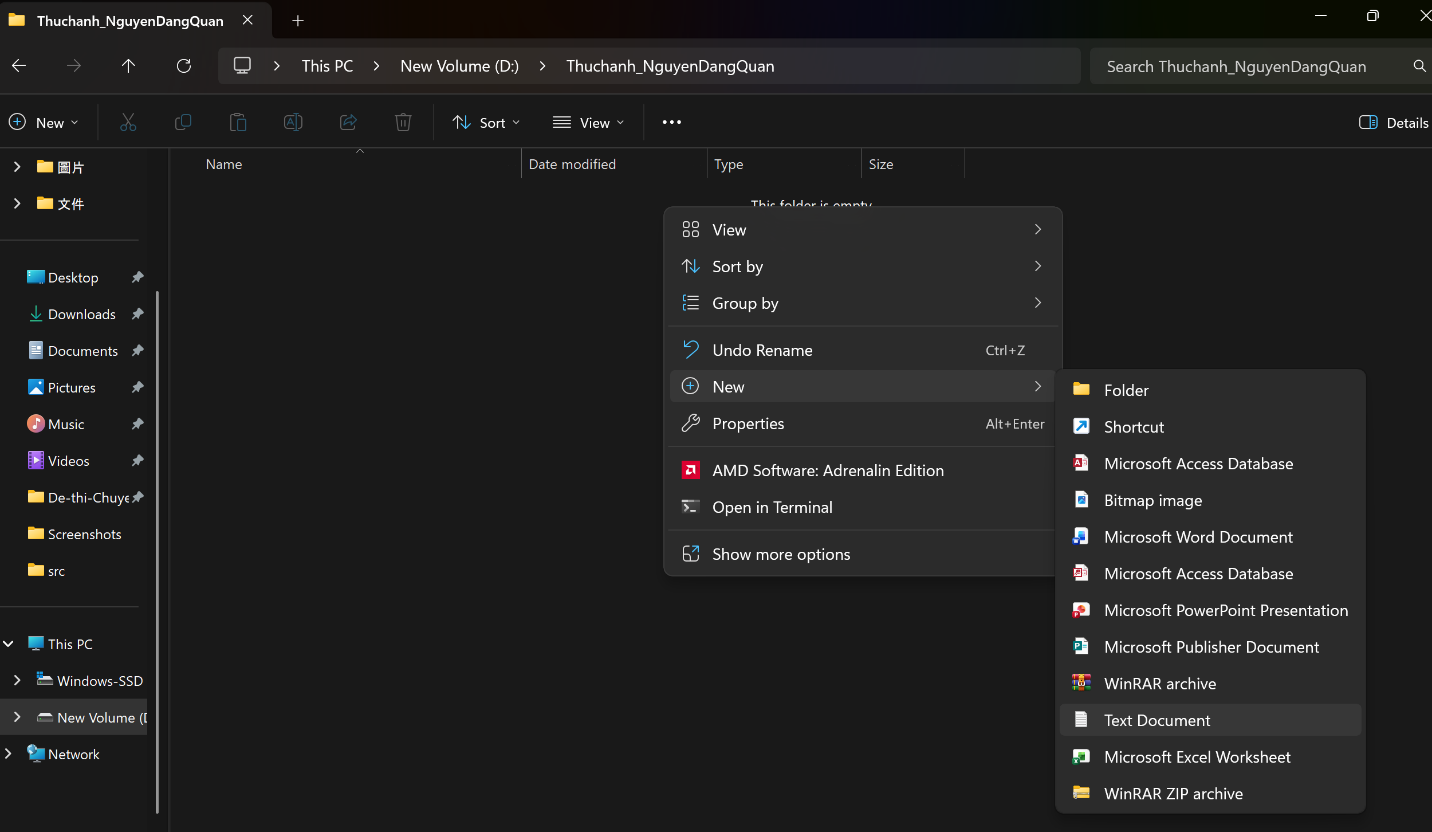 Thuchanh_NguyenDangQuan
This PC > New Volume (D:) > Thuchanh_NguyenDangQuan
Search Thuchanh_NguyenDangQuan
New
Sort
View
Details
圖片
文件
Desktop
Downloads
Documents
Pictures
Music
Videos
De-thi-Chuye
Screenshots
src
This PC
Windows-SSD
New Volume (D
Network
Name
Date modified
Type
Size
This folder is empty
View
Sort by
Group by
Undo Rename Ctrl+Z
New
Properties Alt+Enter
AMD Software: Adrenalin Edition
Open in Terminal
Show more options
Folder
Shortcut
Microsoft Access Database
Bitmap image
Microsoft Word Document
Microsoft Access Database
Microsoft PowerPoint Presentation
Microsoft Publisher Document
WinRAR archive
Text Document
Microsoft Excel Worksheet
WinRAR ZIP archive